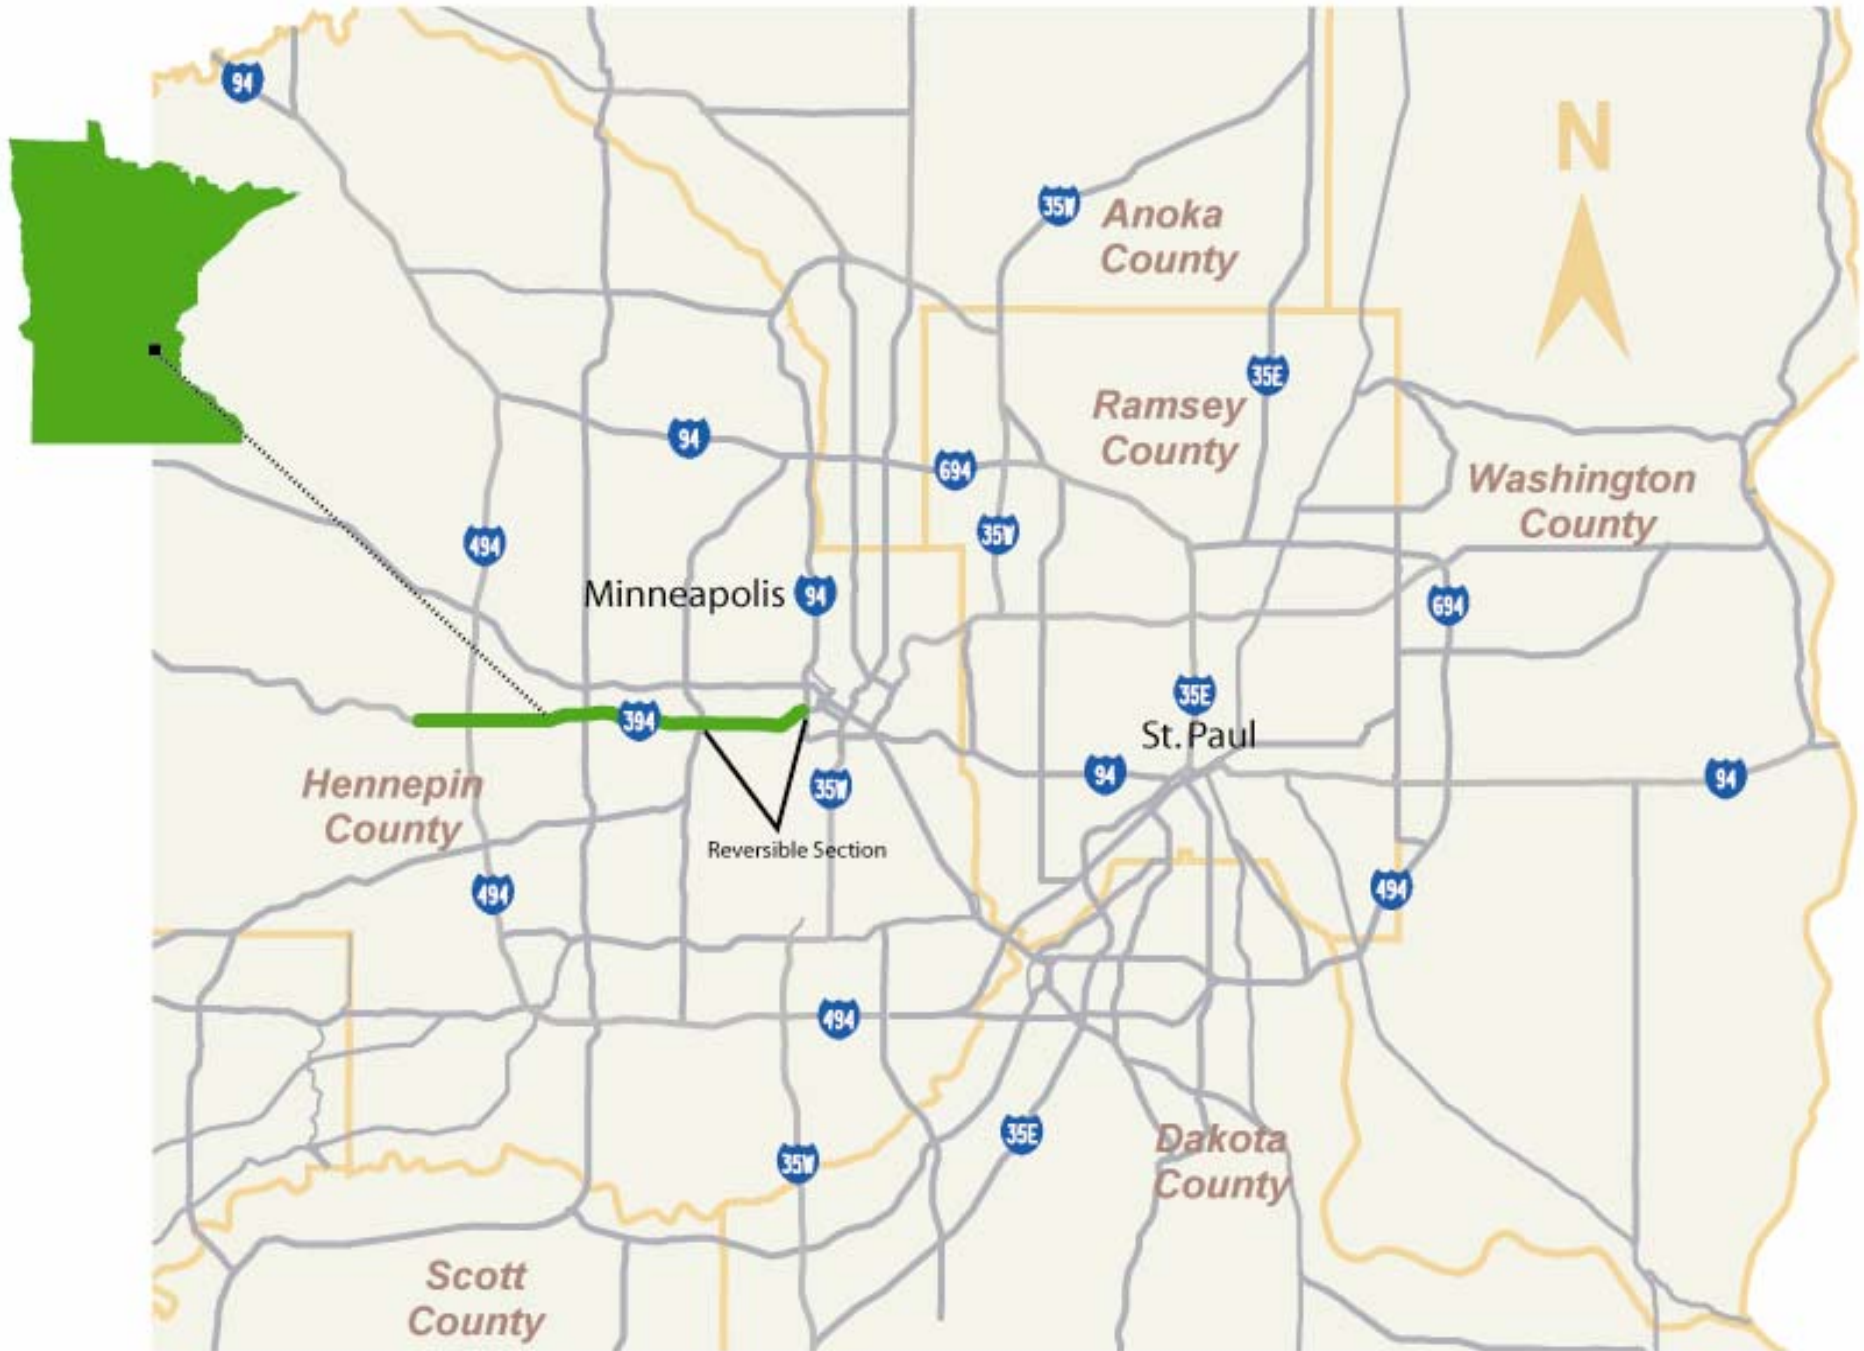 94
N
35W
Anoka
County
35E
Ramsey
County
94
694
Washington
County
35W
494
Minneapolis
94
694
35E
394
St. Paul
94
94
Hennepin
County
35W
Reversible Section
494
494
494
35E
Dakota
County
35W
Scott
County